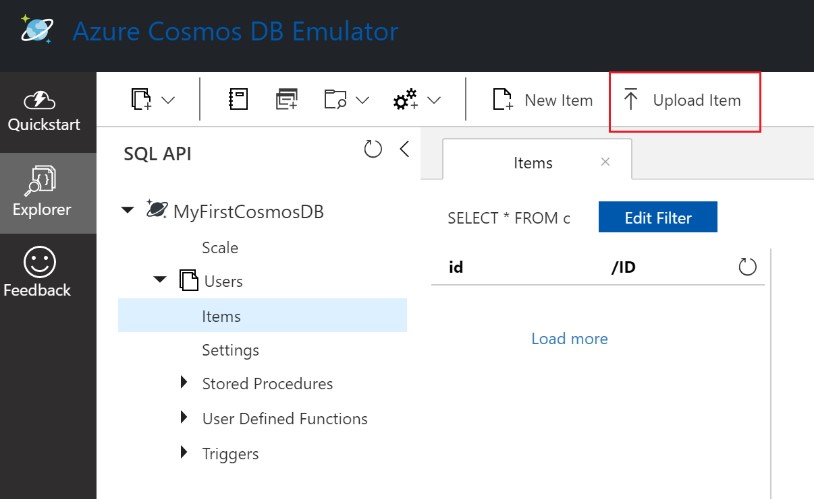 Azure Cosmos DB Emulator
Quickstart
Explorer
Feedback
New Item
Upload Item
SQL API
MyFirstCosmosDB
Scale
Users
Items
Settings
Stored Procedures
User Defined Functions
Triggers
Items
SELECT * FROM c
Edit Filter
id
/ID
Load more